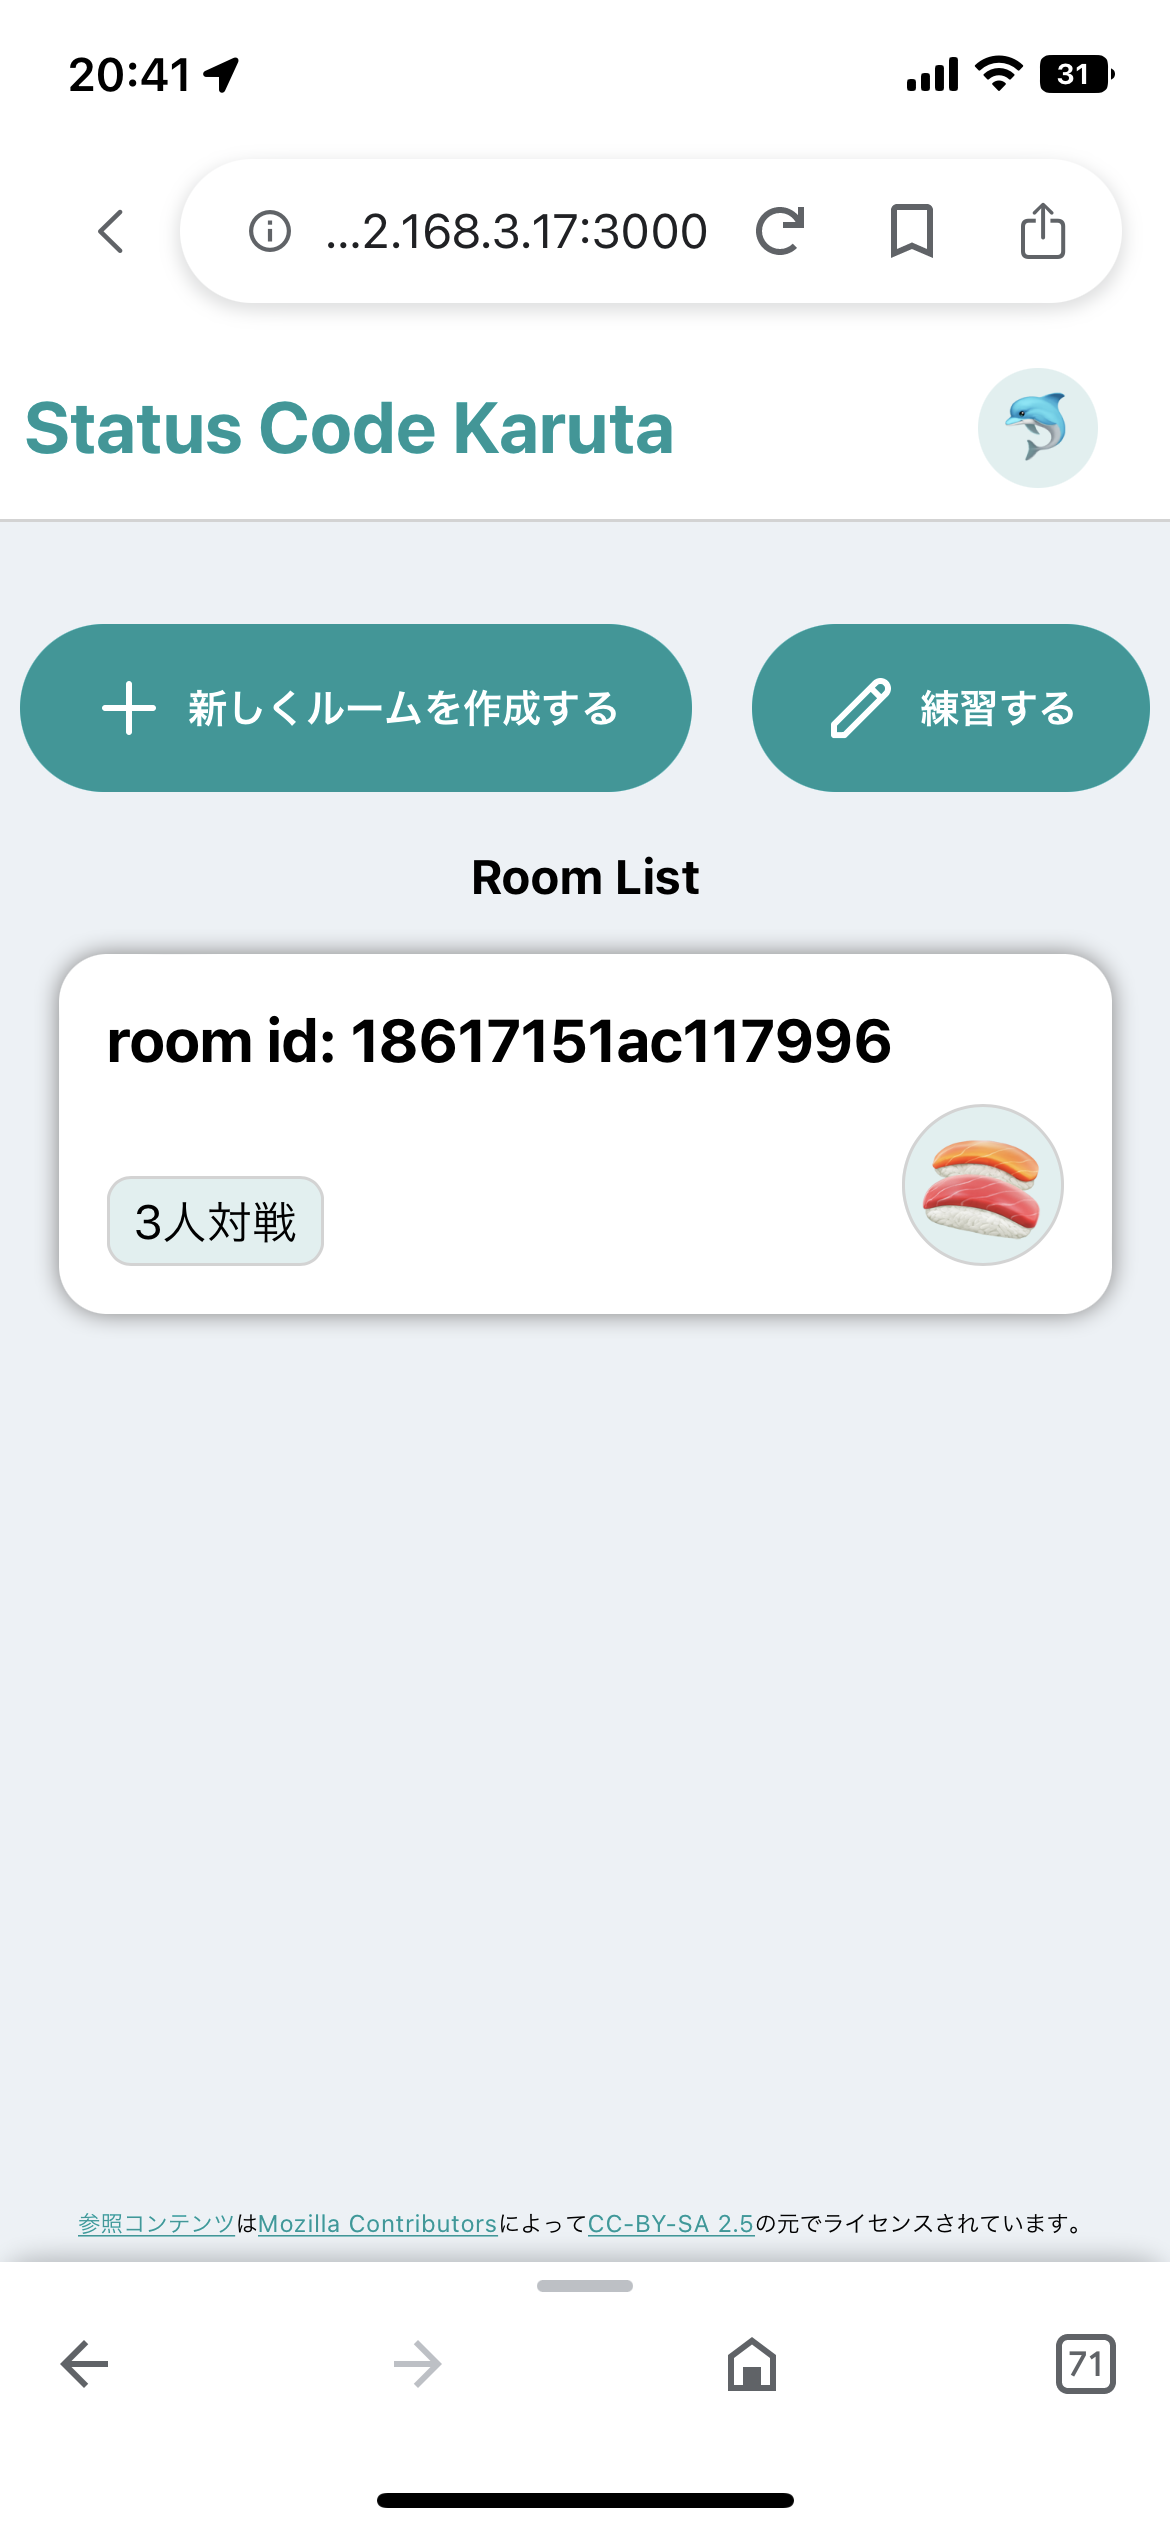 20:41
31
...2.168.3.17:3000
Status Code Karuta
新しくルームを作成する
練習する
Room List
room id: 18617151ac117996
3人対戦
参照コンテンツはMozilla ContributorsによってCC-BY-SA 2.5の元でライセンスされています。
71